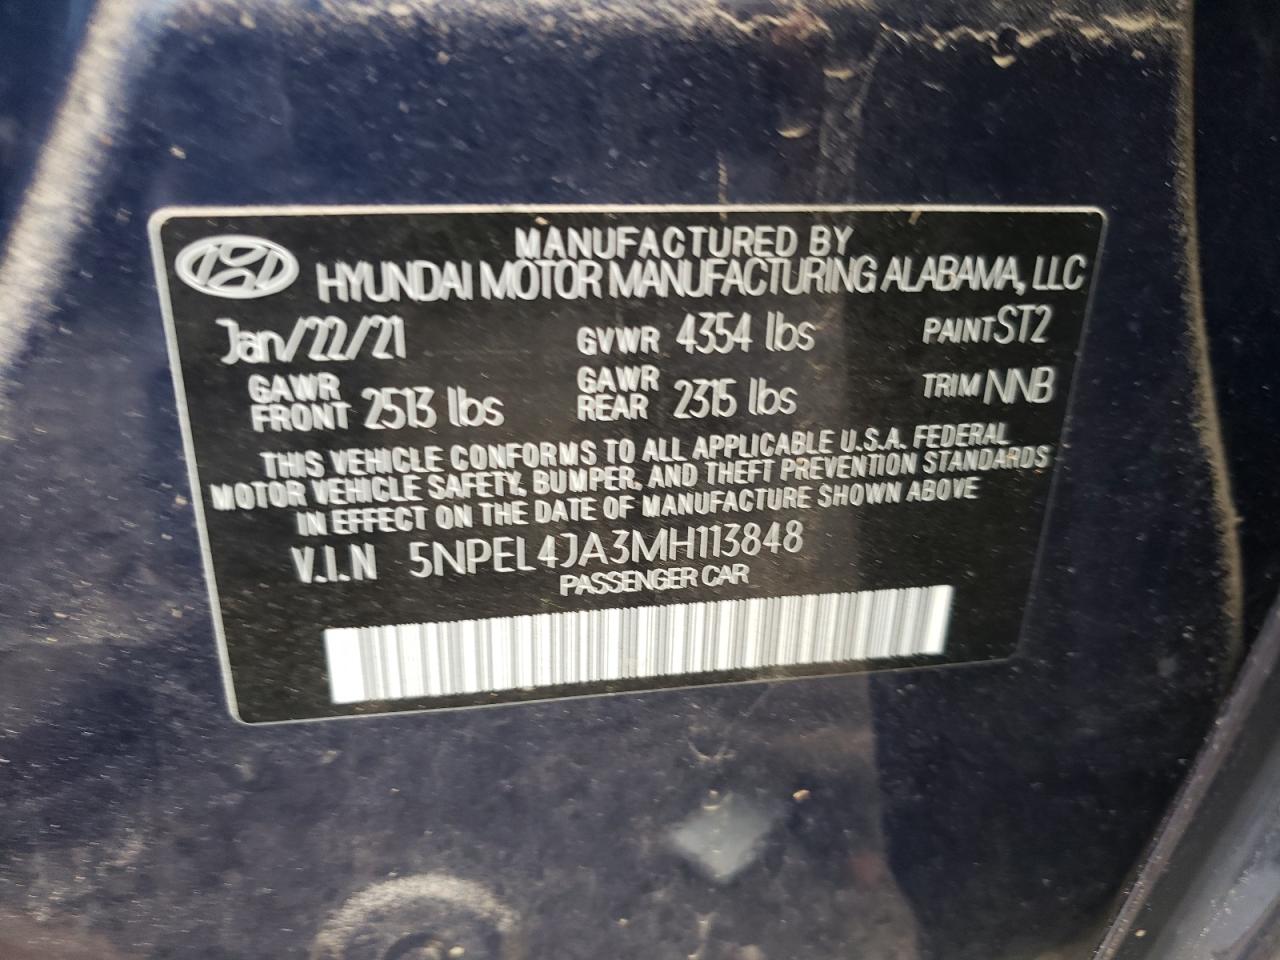 MANUFACTURED BY
HYUNDAI MOTOR MANUFACTURING ALABAMA, LLC
Jan/22/21 GVWR 4354 lbs PAINT ST2
GAWR FRONT 2513 lbs GAWR REAR 2315 lbs TRIM NNB
THIS VEHICLE CONFORMS TO ALL APPLICABLE U.S.A. FEDERAL
MOTOR VEHICLE SAFETY, BUMPER, AND THEFT PREVENTION STANDARDS
IN EFFECT ON THE DATE OF MANUFACTURE SHOWN ABOVE
V.I.N 5NPEL4JA3MH113848
PASSENGER CAR